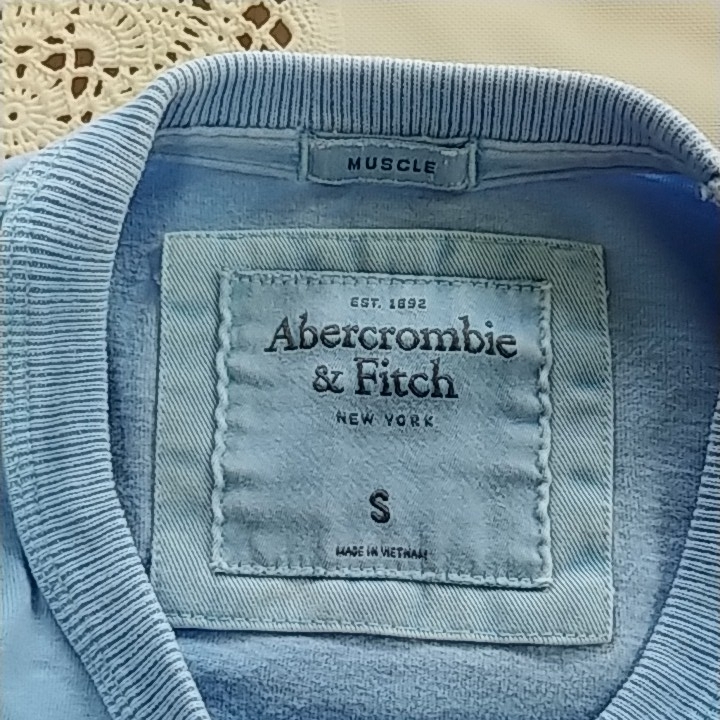 MUSCLE
EST. 1892
Abercrombie
& Fitch
NEW YORK
S
MADE IN VIETNAM